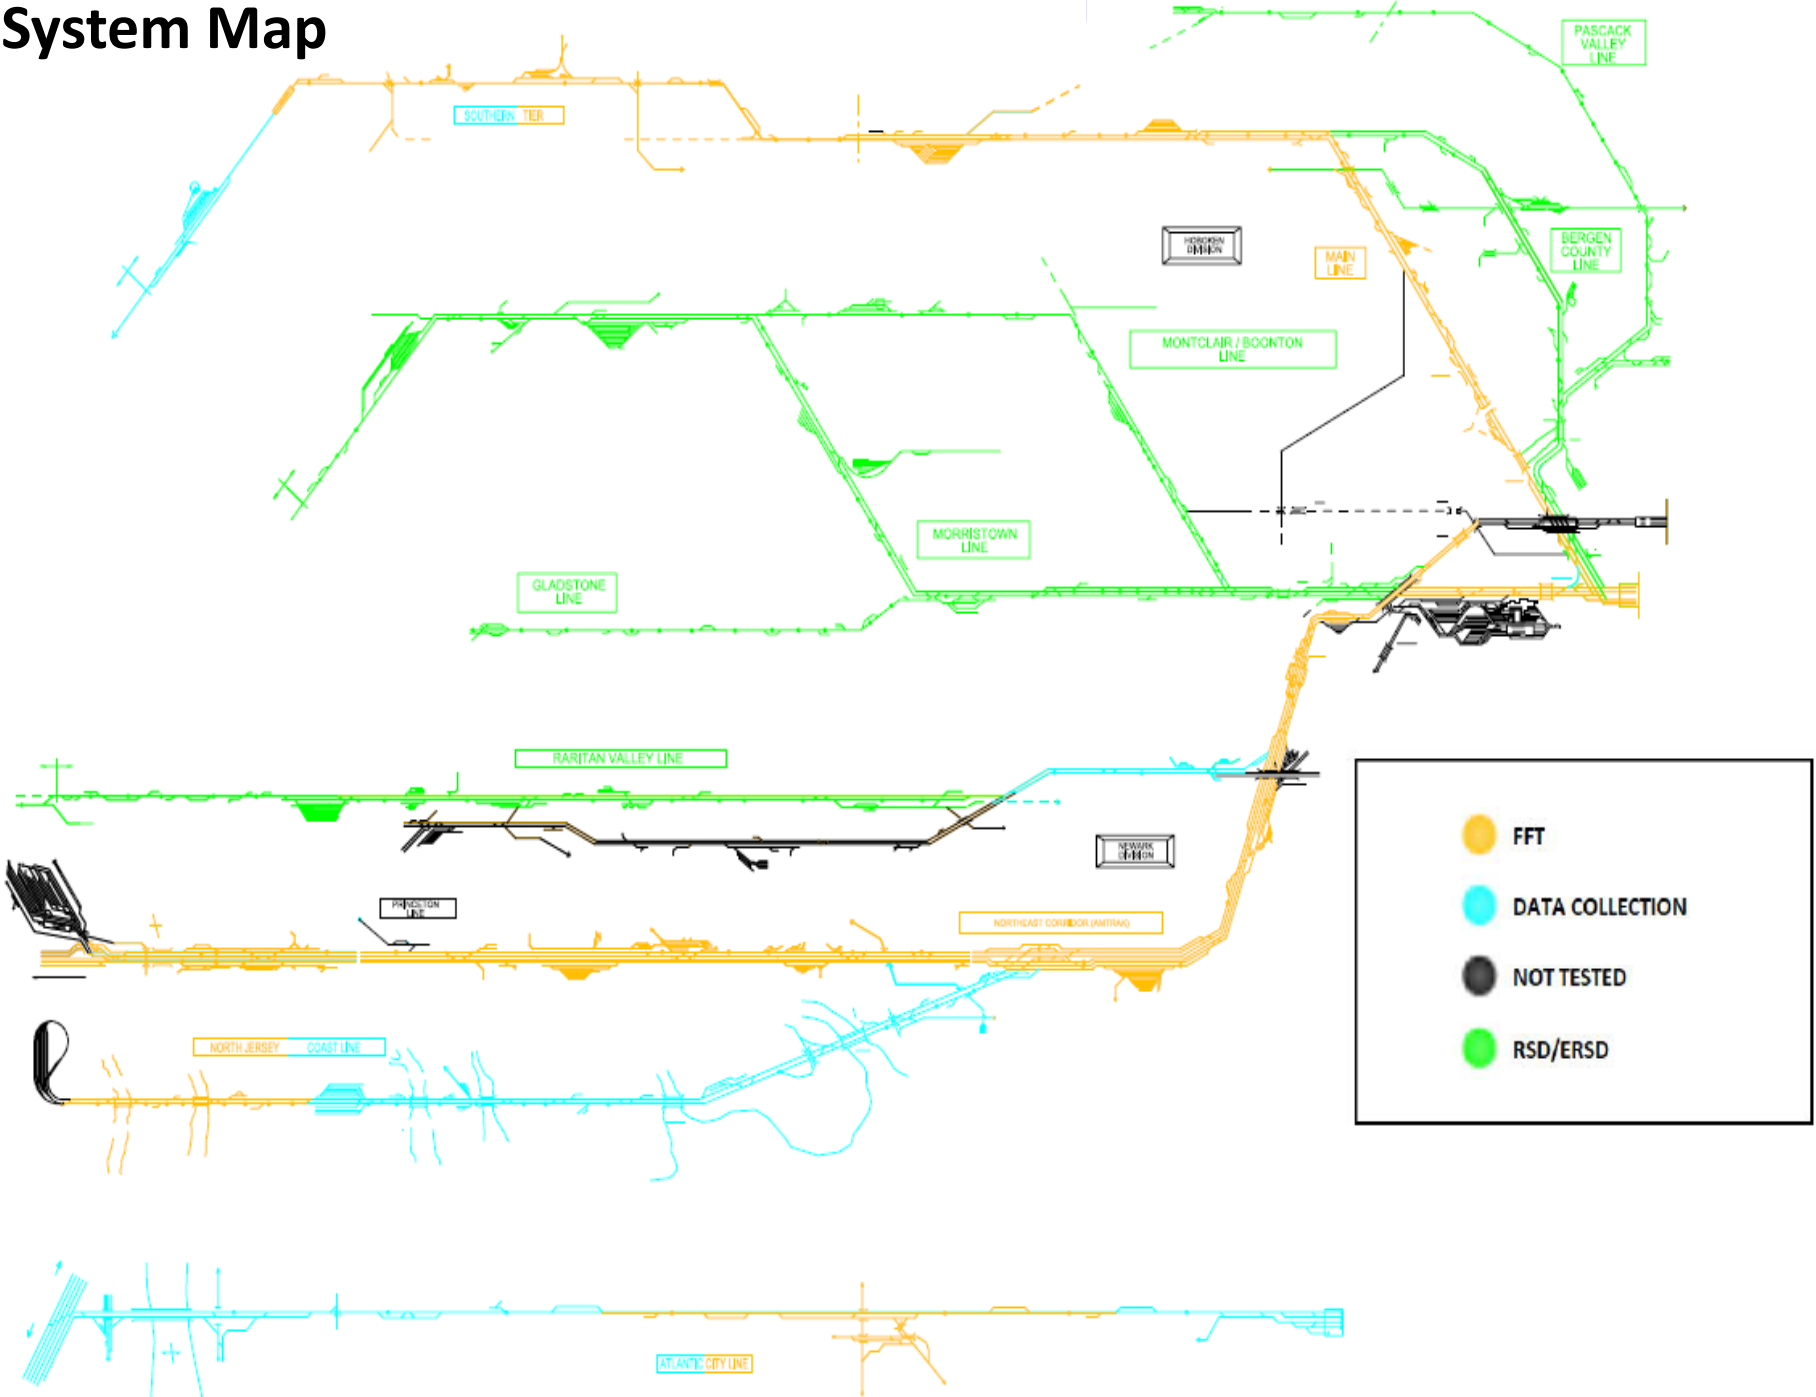 System Map
PASCACK
VALLEY
LINE
SOUTHERN TIER
HOBOKEN
DIVISION
MAIN
LINE
BERGEN
COUNTY
LINE
MONTCLAIR / BOONTON
LINE
MORRISTOWN
LINE
GLADSTONE
LINE
RARITAN VALLEY LINE
NEWARK
DIVISION
PRINCETON
LINE
NORTHEAST CORRIDOR (AMTRAK)
NORTH JERSEY COAST LINE
ATLANTIC CITY LINE
FFT
DATA COLLECTION
NOT TESTED
RSD/ERSD